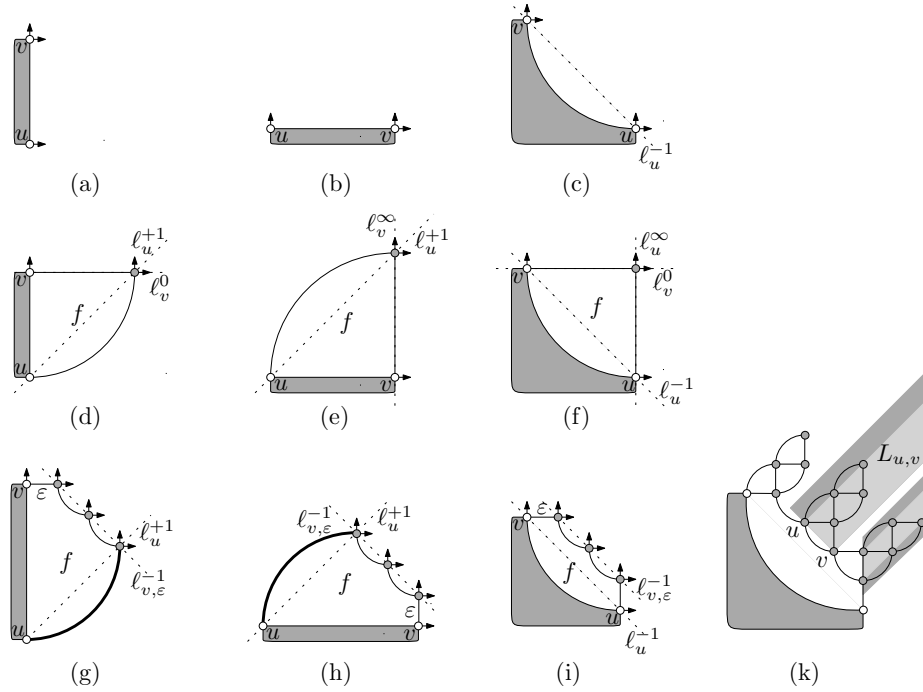 v
u
(a)
u v
(b)
v
u
ℓ_u^{-1}
(c)
ℓ_u^{+1}
v
ℓ_v^0
f
u
(d)
ℓ_v^∞
ℓ_u^{+1}
f
u v
(e)
ℓ_u^∞
v
ℓ_v^0
f
u
ℓ_u^{-1}
(f)
v ε
ℓ_u^{+1}
f
ℓ_{v,ε}^{-1}
u
(g)
ℓ_{v,ε}^{-1} ℓ_u^{+1}
f
ε
u v
(h)
ε
v
f
ℓ_{v,ε}^{-1}
u
ℓ_u^{-1}
(i)
L_{u,v}
u
v
(k)